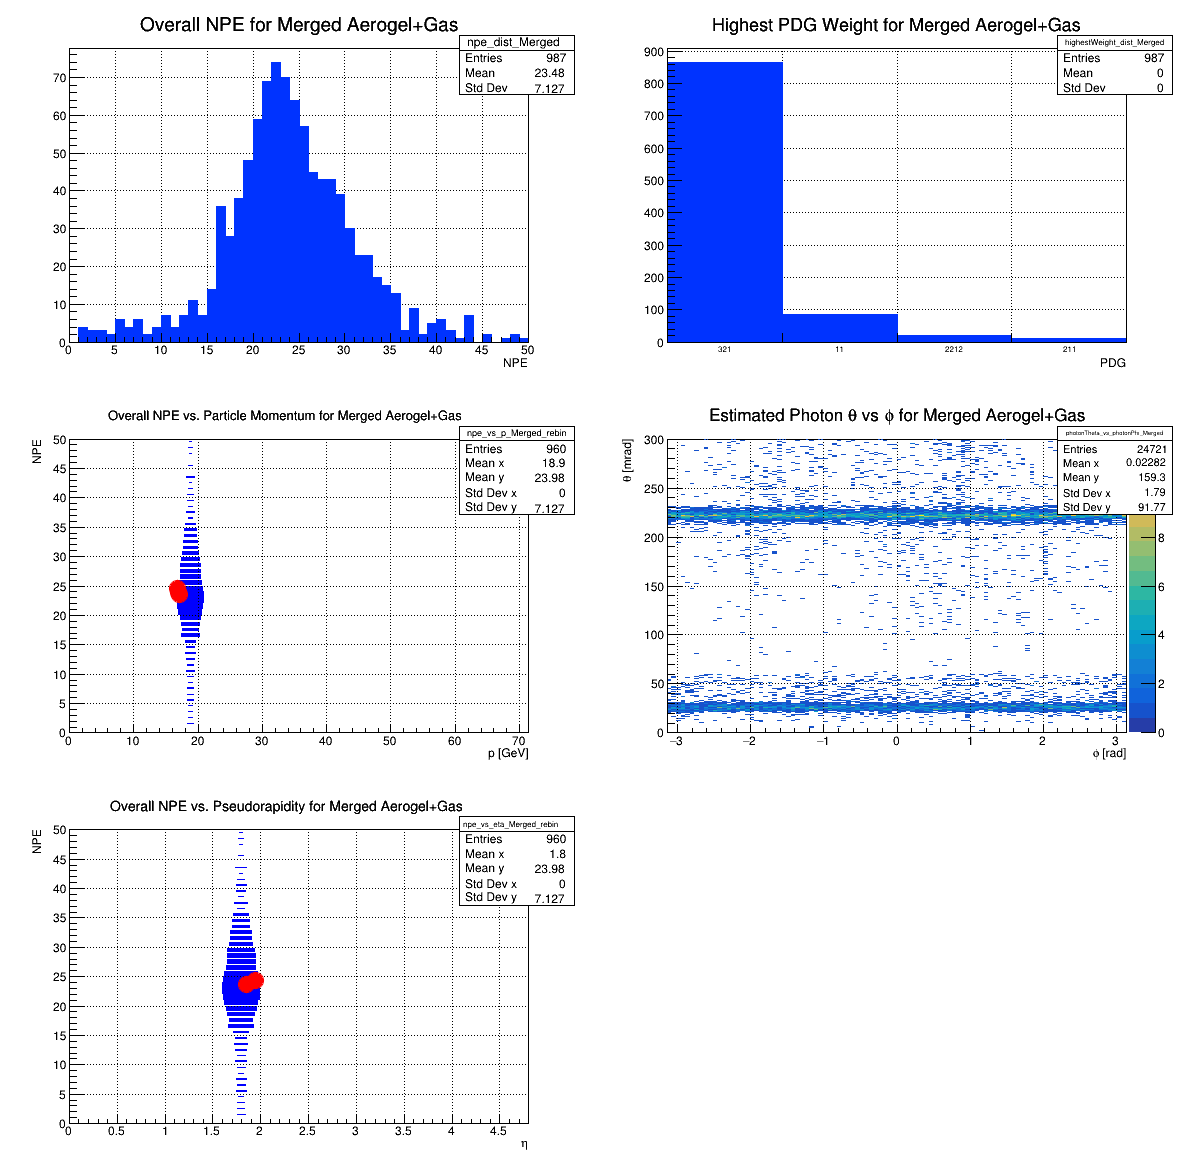 Overall NPE for Merged Aerogel+Gas
npe_dist_Merged
Entries 987
Mean 23.48
Std Dev 7.127
70
60
50
40
30
20
10
0
0 5 10 15 20 25 30 35 40 45 50
NPE
Highest PDG Weight for Merged Aerogel+Gas
highestWeight_dist_Merged
Entries 987
Mean 0
Std Dev 0
900
800
700
600
500
400
300
200
100
0
321 11 2212 211
PDG
Overall NPE vs. Particle Momentum for Merged Aerogel+Gas
npe_vs_p_Merged_rebin
Entries 960
Mean x 18.9
Mean y 23.98
Std Dev x 0
Std Dev y 7.127
NPE
50
45
40
35
30
25
20
15
10
5
0
0 10 20 30 40 50 60 70
p [GeV]
Estimated Photon θ vs ϕ for Merged Aerogel+Gas
photonTheta_vs_photonPhi_Merged
Entries 24721
Mean x 0.02282
Mean y 159.3
Std Dev x 1.79
Std Dev y 91.77
θ [mrad]
300
250
200
150
100
50
0
−3 −2 −1 0 1 2 3
ϕ [rad]
8
6
4
2
0
Overall NPE vs. Pseudorapidity for Merged Aerogel+Gas
npe_vs_eta_Merged_rebin
Entries 960
Mean x 1.8
Mean y 23.98
Std Dev x 0
Std Dev y 7.127
NPE
50
45
40
35
30
25
20
15
10
5
0
0 0.5 1 1.5 2 2.5 3 3.5 4 4.5
η